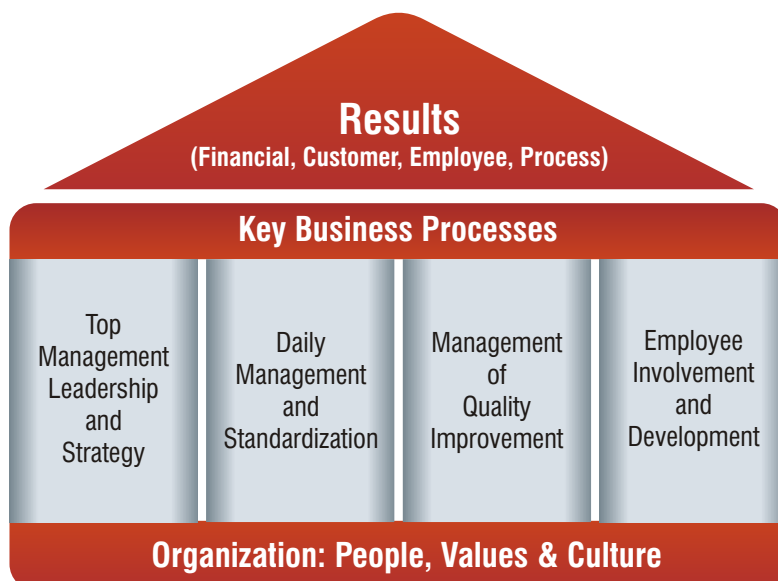 Results
(Financial, Customer, Employee, Process)
Key Business Processes
Top
Management
Leadership
and
Strategy
Daily
Management
and
Standardization
Management
of
Quality
Improvement
Employee
Involvement
and
Development
Organization: People, Values & Culture